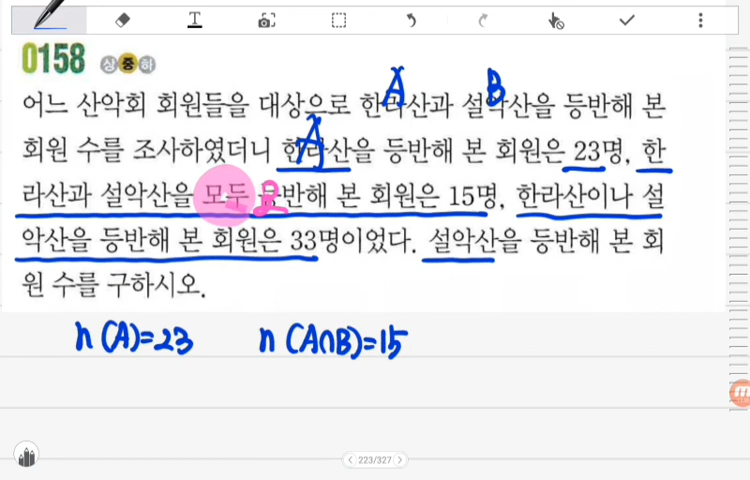 T
0158 상 중 하
A B
어느 산악회 회원들을 대상으로 한라산과 설악산을 등반해 본
A
회원 수를 조사하였더니 한라산을 등반해 본 회원은 23명, 한
라산과 설악산을 모두 등반해 본 회원은 15명, 한라산이나 설
악산을 등반해 본 회원은 33명이었다. 설악산을 등반해 본 회
원 수를 구하시오.
n(A)=23 n(A∩B)=15
223/327